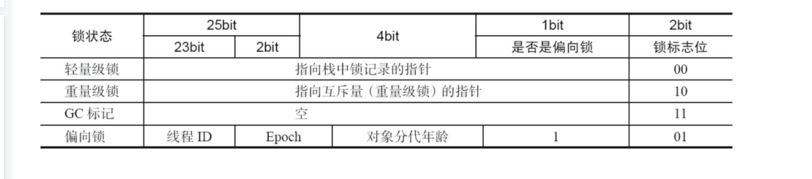 锁状态 25bit 4bit 1bit 2bit
23bit 2bit 是否是偏向锁 锁标志位
轻量级锁 指向栈中锁记录的指针 00
重量级锁 指向互斥量（重量级锁）的指针 10
GC 标记 空 11
偏向锁 线程 ID Epoch 对象分代年龄 1 01